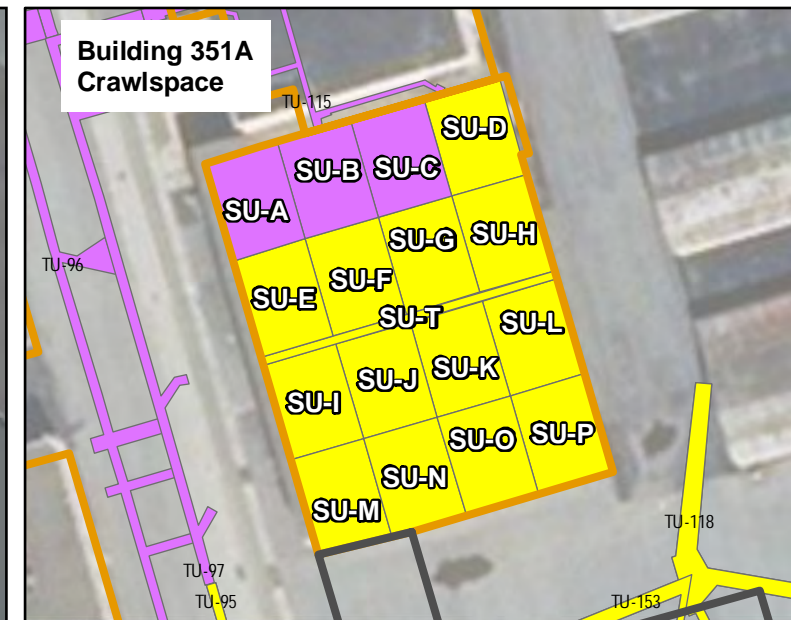 Building 351A
Crawlspace
TU-115
SU-D
SU-B
SU-C
SU-A
SU-G
SU-H
TU-96
SU-F
SU-E
SU-T
SU-L
SU-K
SU-J
SU-I
SU-O
SU-P
SU-N
SU-M
TU-118
TU-97
TU-95
TU-153